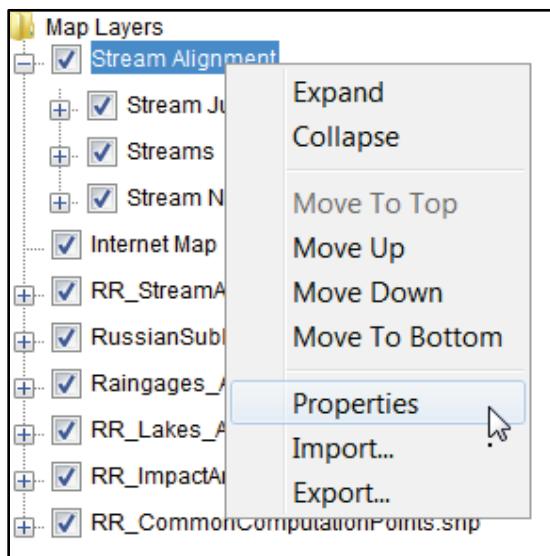 Map Layers
Stream Alignment
Stream Ju
Streams
Stream N
Internet Map
RR_StreamA
RussianSub
Raingages_A
RR_Lakes_A
RR_ImpactAr
RR_CommonComputationPoints.shp
Expand
Collapse
Move To Top
Move Up
Move Down
Move To Bottom
Properties
Import...
Export...